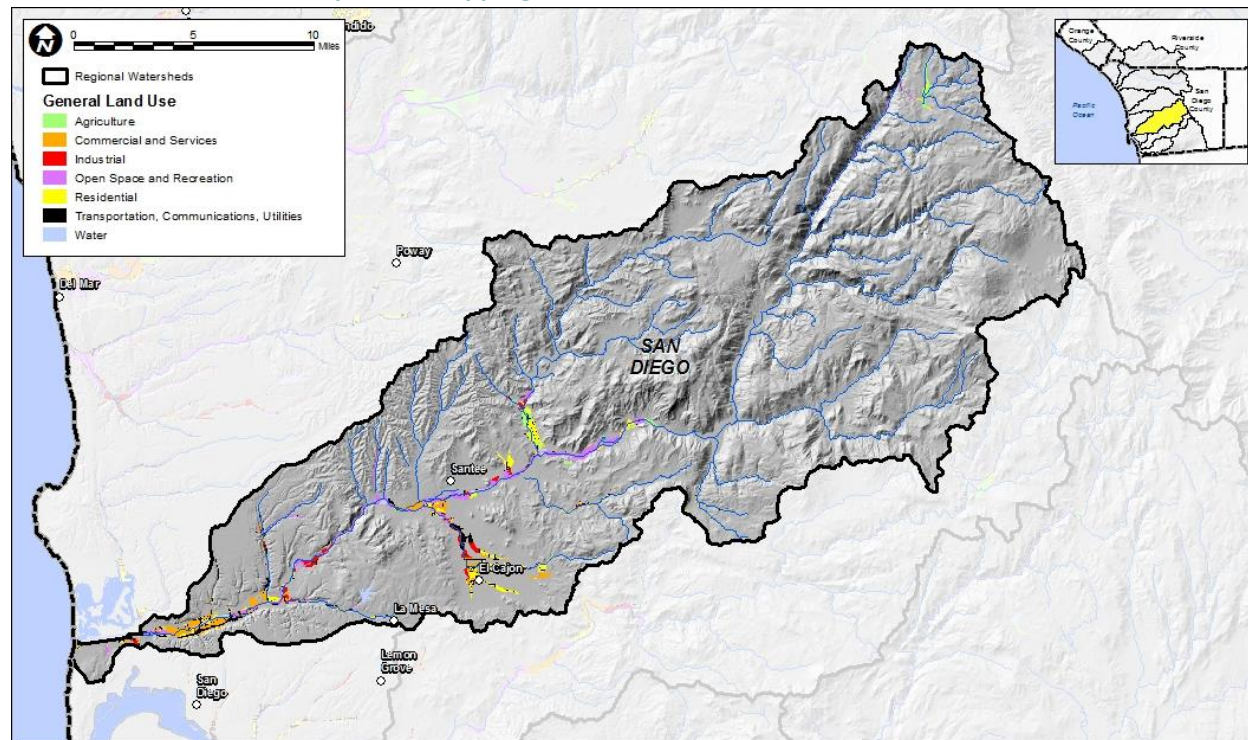 ndido
0 5 10
Miles
N
Regional Watersheds
General Land Use
Agriculture
Commercial and Services
Industrial
Open Space and Recreation
Residential
Transportation, Communications, Utilities
Water
Orange
County
Riverside
County
San
Diego
County
Pacific
Ocean
Poway
Del Mar
SAN
DIEGO
Santee
El Cajon
La Mesa
Lemon
Grove
San
Diego